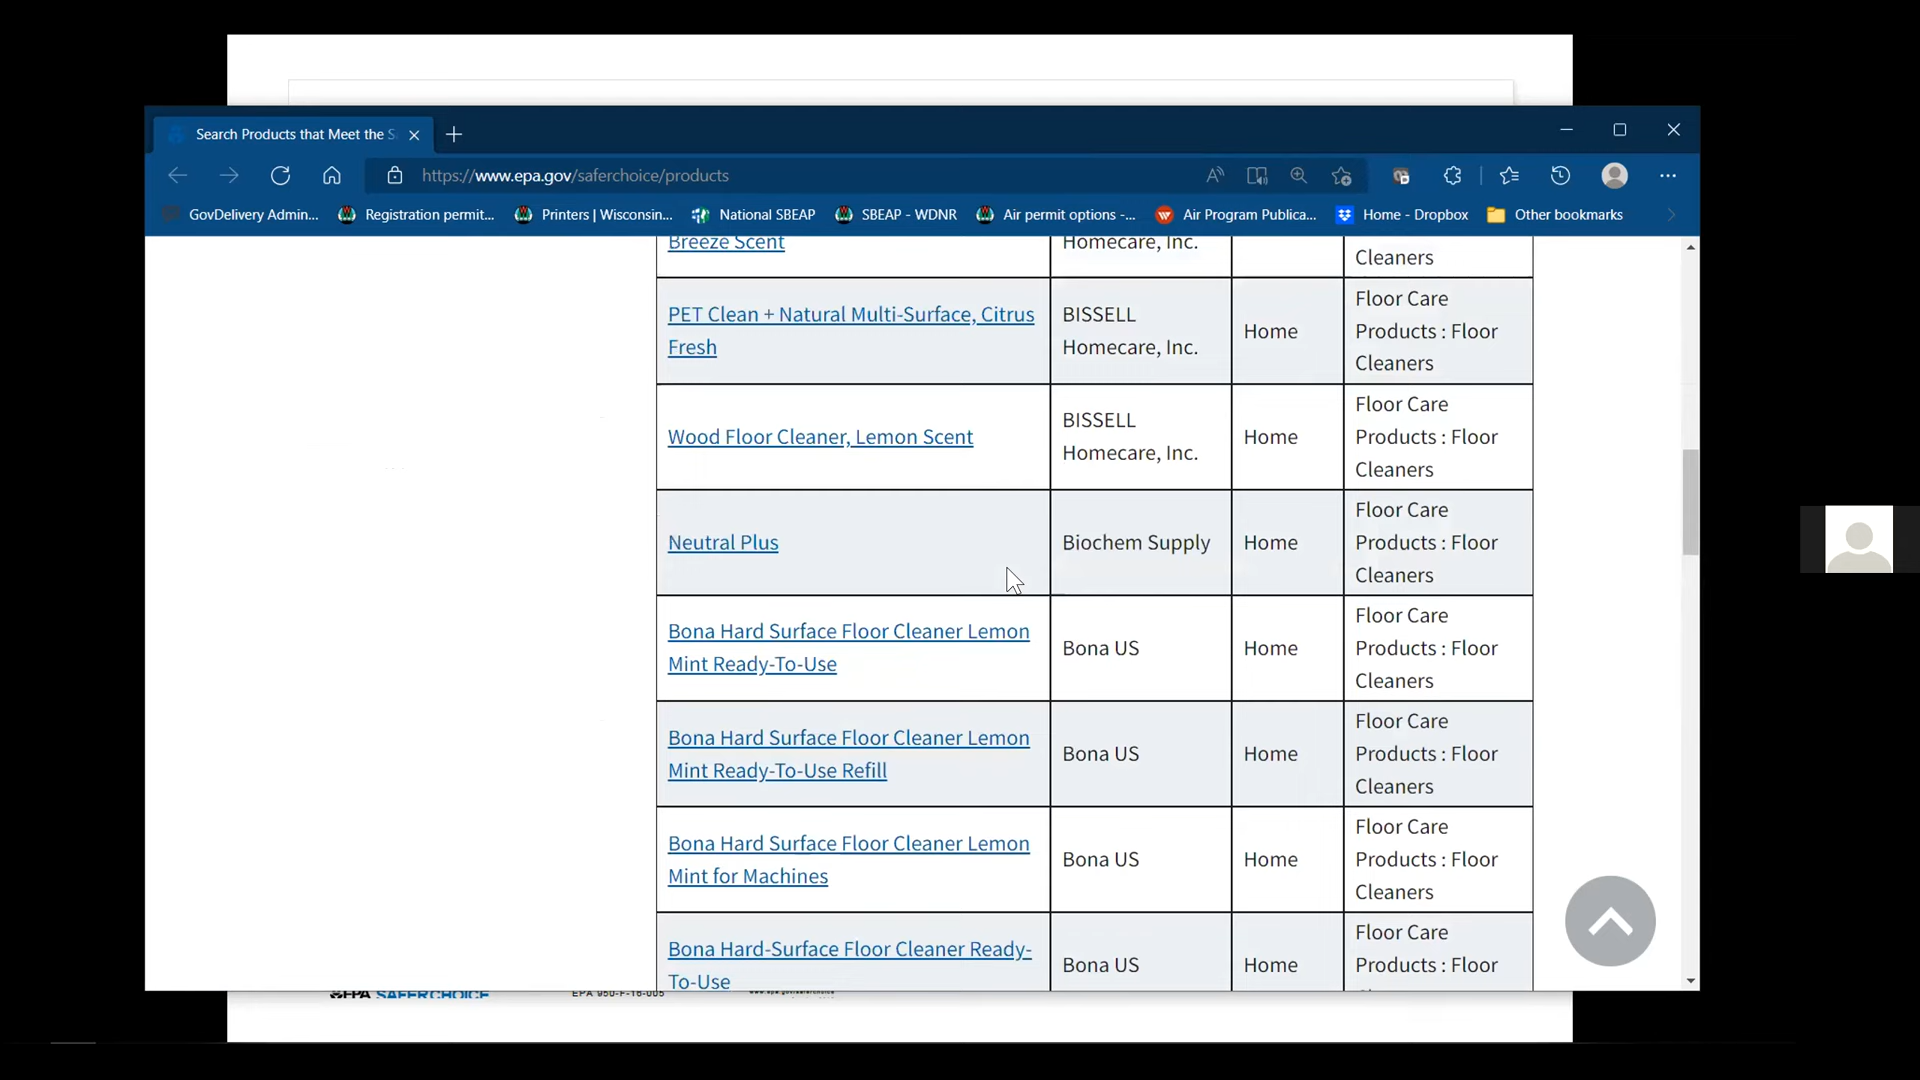 Search Products that Meet the S
https://www.epa.gov/saferchoice/products
GovDelivery Admin...
Registration permit...
Printers | Wisconsin...
National SBEAP
SBEAP - WDNR
Air permit options -...
Air Program Publica...
Home - Dropbox
Other bookmarks
Breeze Scent
Homecare, Inc.
Cleaners
PET Clean + Natural Multi-Surface, Citrus
Fresh
BISSELL
Homecare, Inc.
Home
Floor Care
Products : Floor
Cleaners
Wood Floor Cleaner, Lemon Scent
BISSELL
Homecare, Inc.
Home
Floor Care
Products : Floor
Cleaners
Neutral Plus
Biochem Supply
Home
Floor Care
Products : Floor
Cleaners
Bona Hard Surface Floor Cleaner Lemon
Mint Ready-To-Use
Bona US
Home
Floor Care
Products : Floor
Cleaners
Bona Hard Surface Floor Cleaner Lemon
Mint Ready-To-Use Refill
Bona US
Home
Floor Care
Products : Floor
Cleaners
Bona Hard Surface Floor Cleaner Lemon
Mint for Machines
Bona US
Home
Floor Care
Products : Floor
Cleaners
Bona Hard-Surface Floor Cleaner Ready-
To-Use
Bona US
Home
Floor Care
Products : Floor
EPA SAFER CHOICE
EPA 950-F-16-005